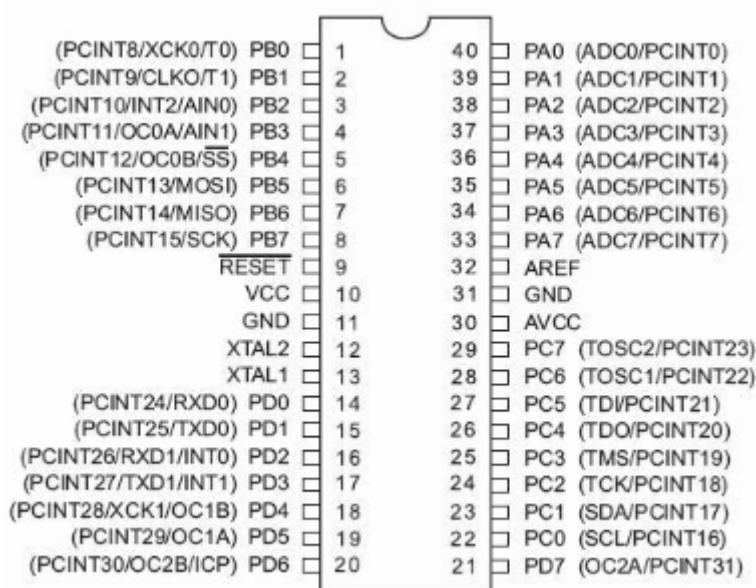 (PCINT8/XCK0/T0) PB0 1 40 PA0 (ADC0/PCINT0)
(PCINT9/CLKO/T1) PB1 2 39 PA1 (ADC1/PCINT1)
(PCINT10/INT2/AIN0) PB2 3 38 PA2 (ADC2/PCINT2)
(PCINT11/OC0A/AIN1) PB3 4 37 PA3 (ADC3/PCINT3)
(PCINT12/OC0B/SS) PB4 5 36 PA4 (ADC4/PCINT4)
(PCINT13/MOSI) PB5 6 35 PA5 (ADC5/PCINT5)
(PCINT14/MISO) PB6 7 34 PA6 (ADC6/PCINT6)
(PCINT15/SCK) PB7 8 33 PA7 (ADC7/PCINT7)
RESET 9 32 AREF
VCC 10 31 GND
GND 11 30 AVCC
XTAL2 12 29 PC7 (TOSC2/PCINT23)
XTAL1 13 28 PC6 (TOSC1/PCINT22)
(PCINT24/RXD0) PD0 14 27 PC5 (TDI/PCINT21)
(PCINT25/TXD0) PD1 15 26 PC4 (TDO/PCINT20)
(PCINT26/RXD1/INT0) PD2 16 25 PC3 (TMS/PCINT19)
(PCINT27/TXD1/INT1) PD3 17 24 PC2 (TCK/PCINT18)
(PCINT28/XCK1/OC1B) PD4 18 23 PC1 (SDA/PCINT17)
(PCINT29/OC1A) PD5 19 22 PC0 (SCL/PCINT16)
(PCINT30/OC2B/ICP) PD6 20 21 PD7 (OC2A/PCINT31)